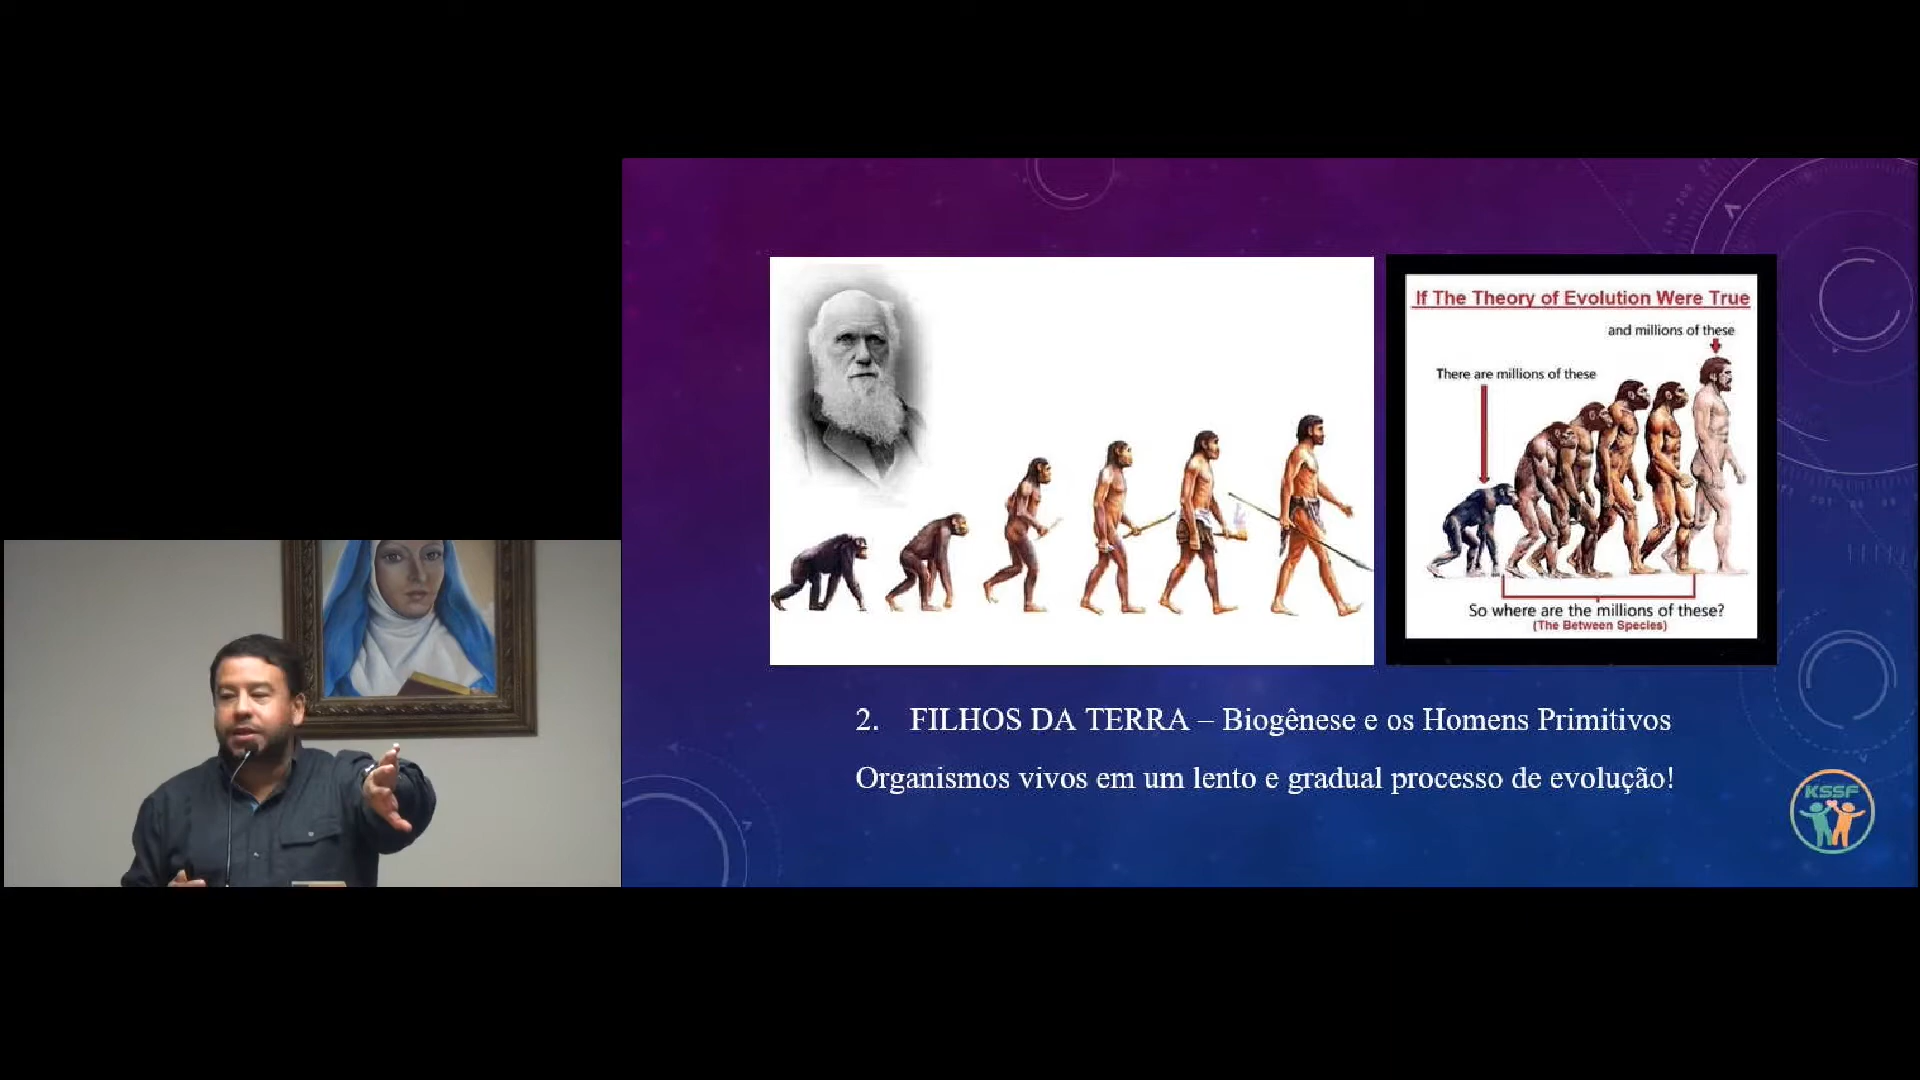 If The Theory of Evolution Were True
and millions of these
There are millions of these
So where are the millions of these?
(The Between Species)
2. FILHOS DA TERRA – Biogênese e os Homens Primitivos
Organismos vivos em um lento e gradual processo de evolução!
KSSF